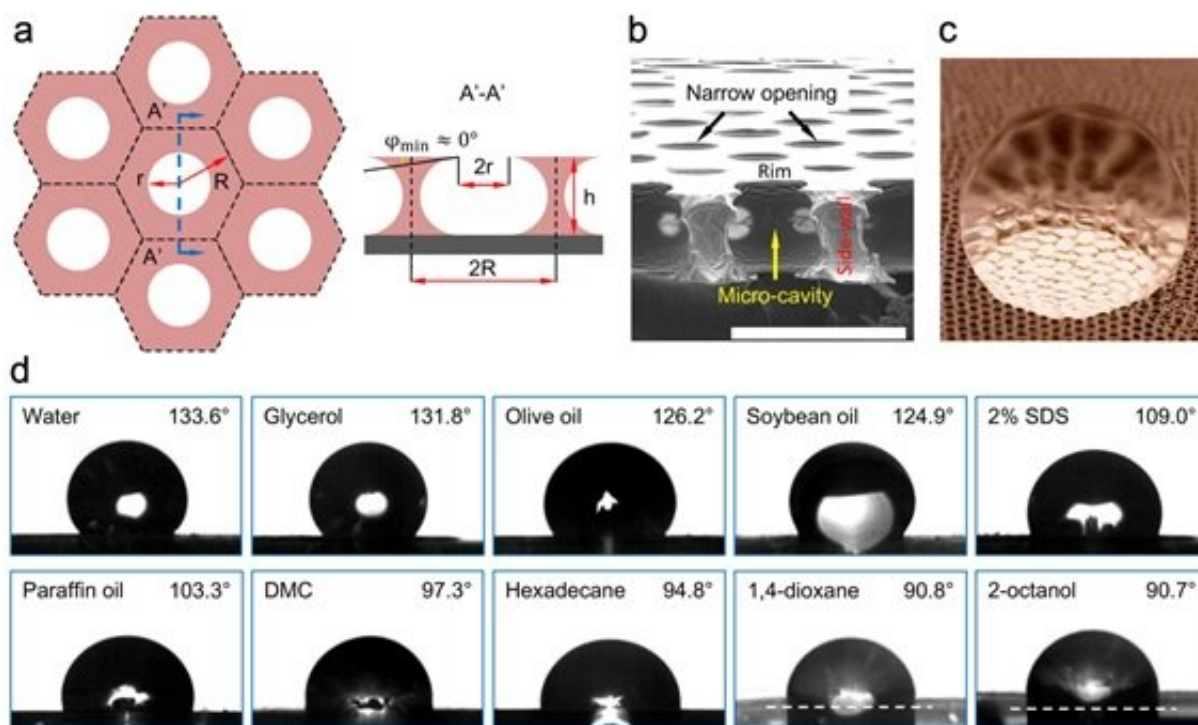 a
A'
r
R
A'
A'-A'
φmin ≈ 0°
2r
h
2R
b
Narrow opening
Rim
Side-wall
Micro-cavity
c
d
Water 133.6°
Glycerol 131.8°
Olive oil 126.2°
Soybean oil 124.9°
2% SDS 109.0°
Paraffin oil 103.3°
DMC 97.3°
Hexadecane 94.8°
1,4-dioxane 90.8°
2-octanol 90.7°